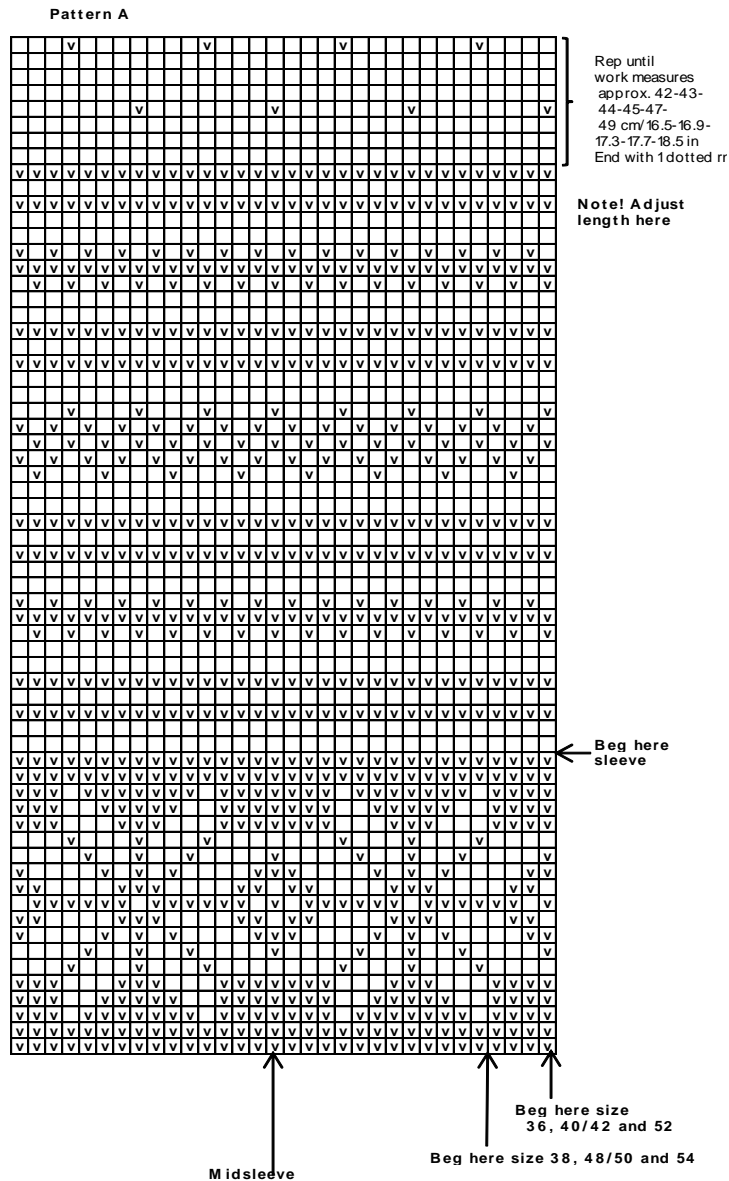 Pattern A
Rep until
work measures
approx. 42-43-
44-45-47-
49 cm/16.5-16.9-
17.3-17.7-18.5 in
End with 1 dotted rr
Note! Adjust
length here
Beg here
sleeve
Beg here size
36, 40/42 and 52
Beg here size 38, 48/50 and 54
Midsleeve